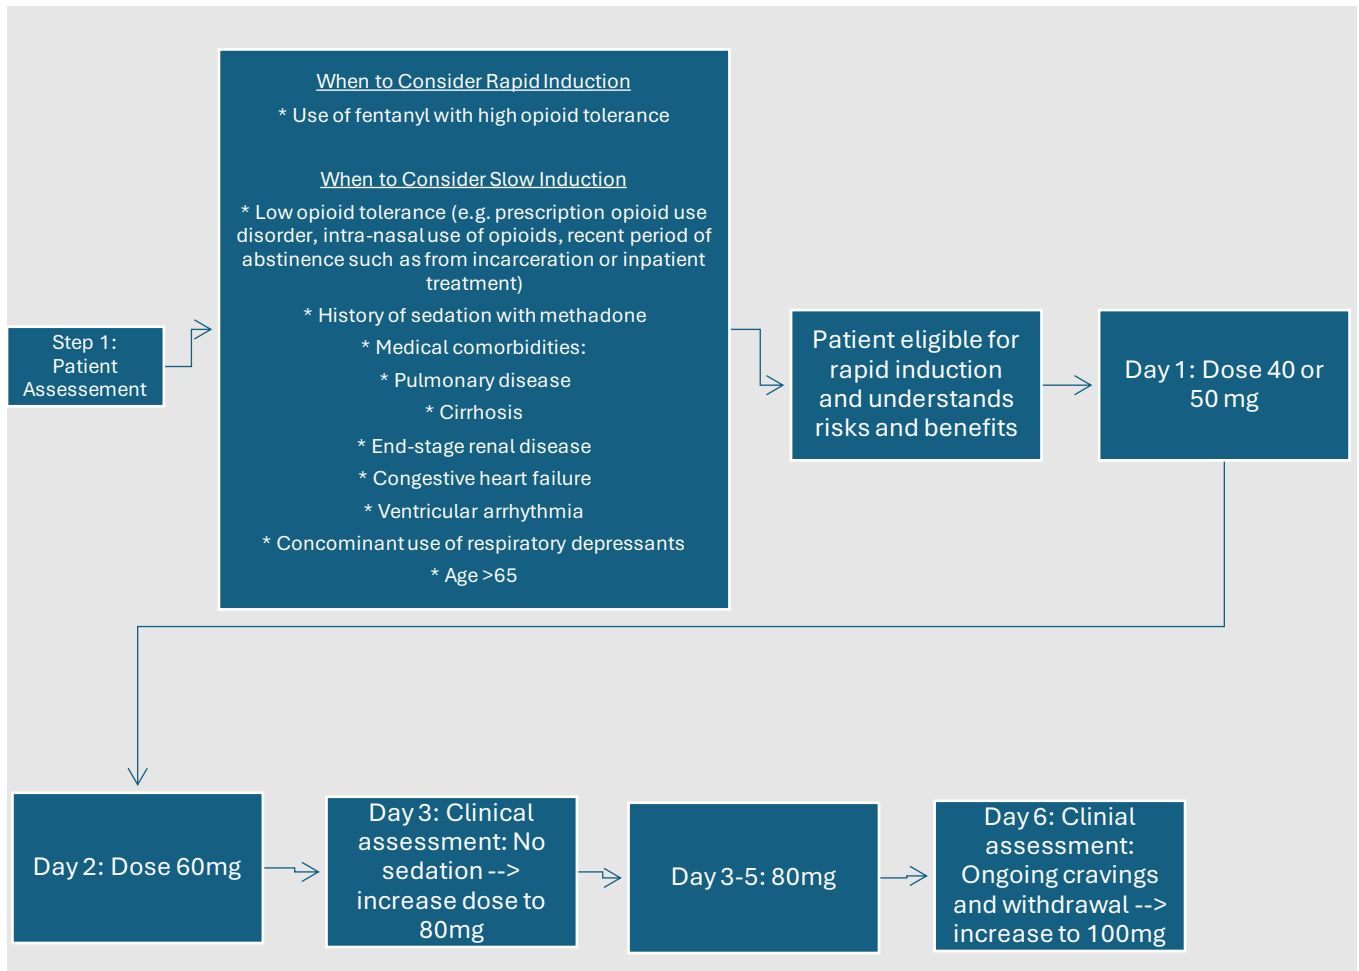 Step 1:
Patient
Assessement
When to Consider Rapid Induction
* Use of fentanyl with high opioid tolerance
When to Consider Slow Induction
* Low opioid tolerance (e.g. prescription opioid use
disorder, intra-nasal use of opioids, recent period of
abstinence such as from incarceration or inpatient
treatment)
* History of sedation with methadone
* Medical comorbidities:
* Pulmonary disease
* Cirrhosis
* End-stage renal disease
* Congestive heart failure
* Ventricular arrhythmia
* Concominant use of respiratory depressants
* Age >65
Patient eligible for
rapid induction
and understands
risks and benefits
Day 1: Dose 40 or
50 mg
Day 2: Dose 60mg
Day 3: Clinical
assessment: No
sedation -->
increase dose to
80mg
Day 3-5: 80mg
Day 6: Clinial
assessment:
Ongoing cravings
and withdrawal -->
increase to 100mg